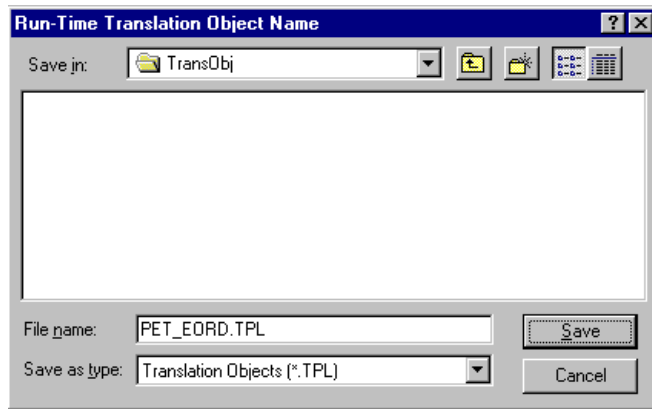 Run-Time Translation Object Name
Save in: TransObj
File name: PET_EORD.TPL Save
Save as type: Translation Objects (*.TPL) Cancel